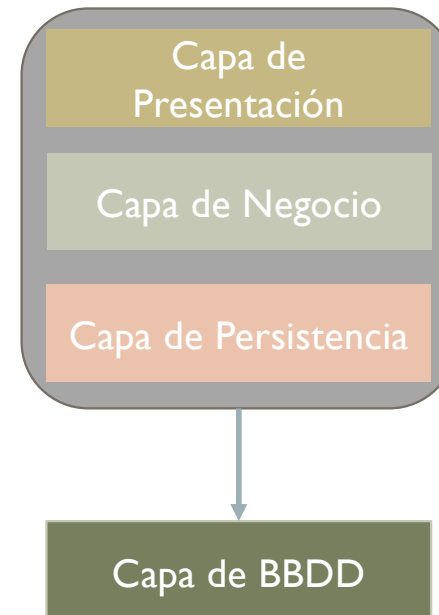 Capa de
Presentación
Capa de Negocio
Capa de Persistencia
Capa de BBDD